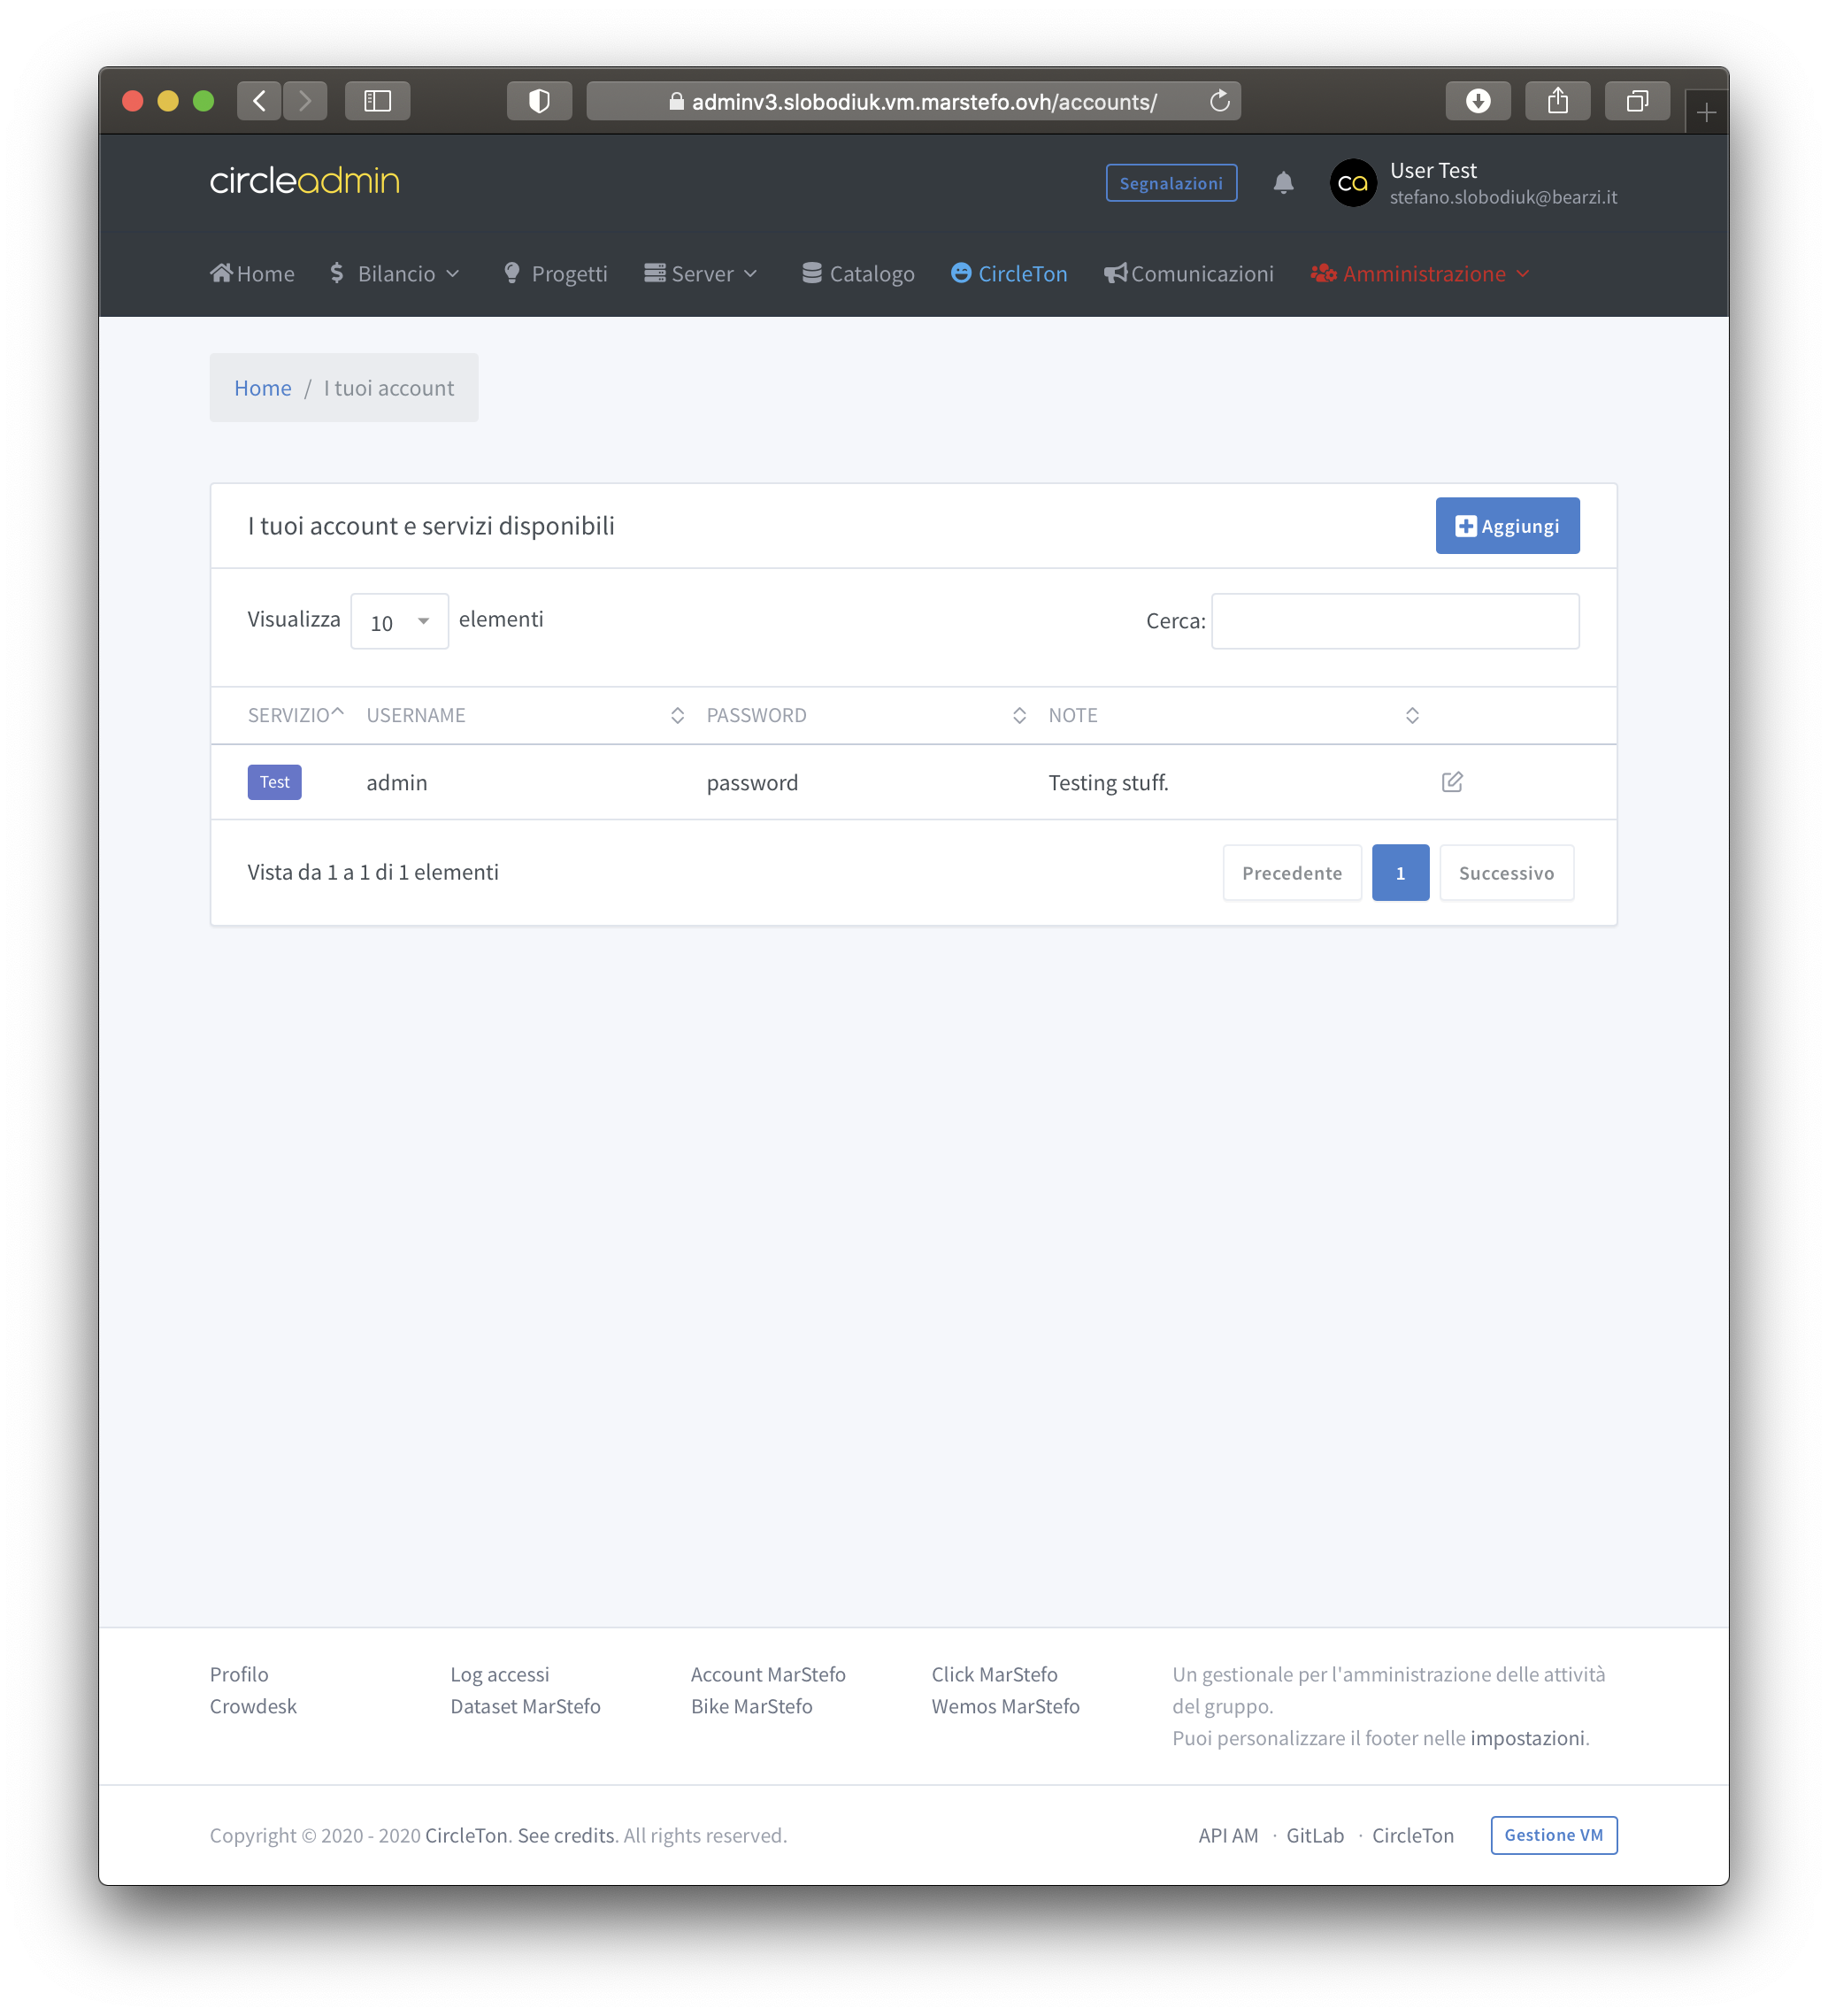 adminv3.slobodiuk.vm.marstefo.ovh/accounts/
circleadmin
Segnalazioni
ca
User Test
stefano.slobodiuk@bearzi.it
Home Bilancio Progetti Server Catalogo CircleTon Comunicazioni Amministrazione
Home / I tuoi account
I tuoi account e servizi disponibili
Aggiungi
Visualizza 10 elementi
Cerca:
SERVIZIO USERNAME PASSWORD NOTE
Test admin password Testing stuff.
Vista da 1 a 1 di 1 elementi
Precedente 1 Successivo
Profilo
Crowdesk
Log accessi
Dataset MarStefo
Account MarStefo
Bike MarStefo
Click MarStefo
Wemos MarStefo
Un gestionale per l'amministrazione delle attività
del gruppo.
Puoi personalizzare il footer nelle impostazioni.
Copyright © 2020 - 2020 CircleTon. See credits. All rights reserved.
API AM · GitLab · CircleTon
Gestione VM